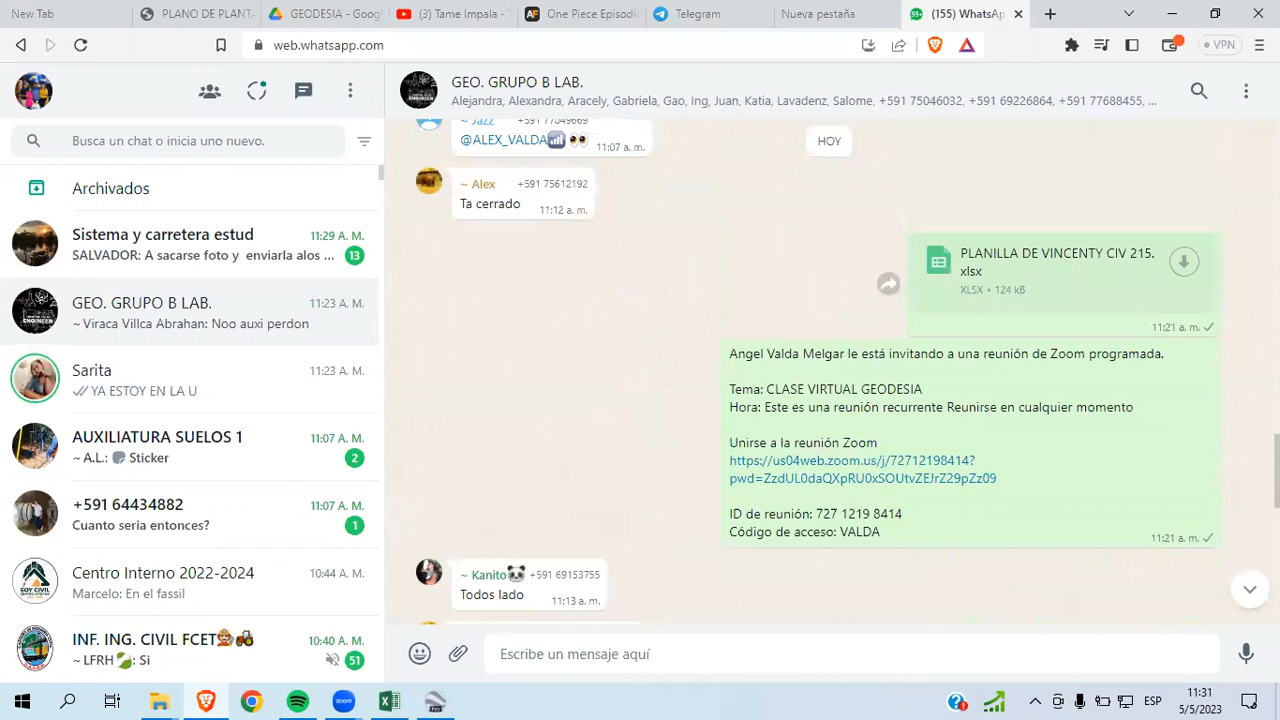 New Tab
PLANO DE PLANT
GEODESIA - Goog
(3) Tame Impala -
One Piece Episod
Telegram
Nueva pestaña
(155) WhatsAp
web.whatsapp.com
VPN
GEO. GRUPO B LAB.
Alejandra, Alexandra, Aracely, Gabriela, Gao, Ing, Juan, Katia, Lavadenz, Salome, +591 75046032, +591 69226864, +591 77688455, ...
Busca un chat o inicia uno nuevo.
Archivados
Sistema y carretera estud
11:29 A. M.
SALVADOR: A sacarse foto y enviarla alos ...
13
GEO. GRUPO B LAB.
11:23 A. M.
~ Viraca Villca Abrahan: Noo auxi perdon
Sarita
11:23 A. M.
YA ESTOY EN LA U
AUXILIATURA SUELOS 1
11:07 A. M.
~ A.L.: Sticker
2
+591 64434882
11:07 A. M.
Cuanto seria entonces?
1
Centro Interno 2022-2024
10:44 A. M.
Marcelo: En el fassil
INF. ING. CIVIL FCET
10:40 A. M.
~ LFRH : Si
51
~ Jazz +591 77049669
@ALEX_VALDA
11:07 a. m.
HOY
~ Alex +591 75612192
Ta cerrado
11:12 a. m.
PLANILLA DE VINCENTY CIV 215.
xlsx
XLSX • 124 kB
11:21 a. m.
Angel Valda Melgar le está invitando a una reunión de Zoom programada.
Tema: CLASE VIRTUAL GEODESIA
Hora: Este es una reunión recurrente Reunirse en cualquier momento
Unirse a la reunión Zoom
https://us04web.zoom.us/j/72712198414?
pwd=ZzdUL0daQXpRU0xSOUtvZEJrZ29pZz09
ID de reunión: 727 1219 8414
Código de acceso: VALDA
11:21 a. m.
~ Kanito +591 69153755
Todos lado
11:13 a. m.
Escribe un mensaje aquí
ESP
11:31
5/5/2023